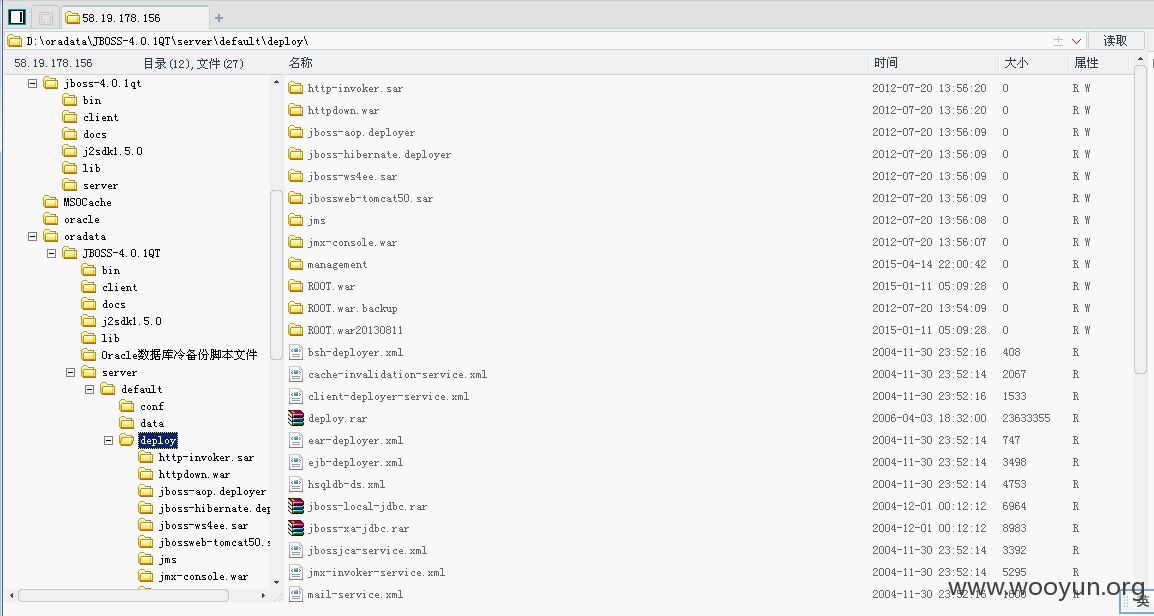 58.19.178.156
D:\oradata\JBOSS-4.0.1QT\server\default\deploy\
读取
58.19.178.156 目录(12),文件(27)
jboss-4.0.1qt
bin
client
docs
j2sdk1.5.0
lib
server
MSOCache
oracle
oradata
JBOSS-4.0.1QT
bin
client
docs
j2sdk1.5.0
lib
Oracle数据库冷备份脚本文件
server
default
conf
data
deploy
http-invoker.sar
httpdown.war
jboss-aop.deployer
jboss-hibernate.dep
jboss-ws4ee.sar
jbossweb-tomcat50.s
jms
jmx-console.war
名称 时间 大小 属性
http-invoker.sar 2012-07-20 13:56:20 0 R W
httpdown.war 2012-07-20 13:56:20 0 R W
jboss-aop.deployer 2012-07-20 13:56:09 0 R W
jboss-hibernate.deployer 2012-07-20 13:56:09 0 R W
jboss-ws4ee.sar 2012-07-20 13:56:09 0 R W
jbossweb-tomcat50.sar 2012-07-20 13:56:09 0 R W
jms 2012-07-20 13:56:08 0 R W
jmx-console.war 2012-07-20 13:56:07 0 R W
management 2015-04-14 22:00:42 0 R W
ROOT.war 2015-01-11 05:09:28 0 R W
ROOT.war.backup 2012-07-20 13:54:09 0 R W
ROOT.war20130811 2015-01-11 05:09:28 0 R W
bsh-deployer.xml 2004-11-30 23:52:16 408 R
cache-invalidation-service.xml 2004-11-30 23:52:14 2067 R
client-deployer-service.xml 2004-11-30 23:52:16 1533 R
deploy.rar 2006-04-03 18:32:00 23633355 R
ear-deployer.xml 2004-11-30 23:52:14 747 R
ejb-deployer.xml 2004-11-30 23:52:14 3498 R
hsqldb-ds.xml 2004-11-30 23:52:14 4753 R
jboss-local-jdbc.rar 2004-12-01 00:12:12 6964 R
jboss-xa-jdbc.rar 2004-12-01 00:12:12 8983 R
jbossjca-service.xml 2004-11-30 23:52:14 3392 R
jmx-invoker-service.xml 2004-11-30 23:52:14 5295 R
mail-service.xml 2004-11-30 23:52:16
www.wooyun.org
英